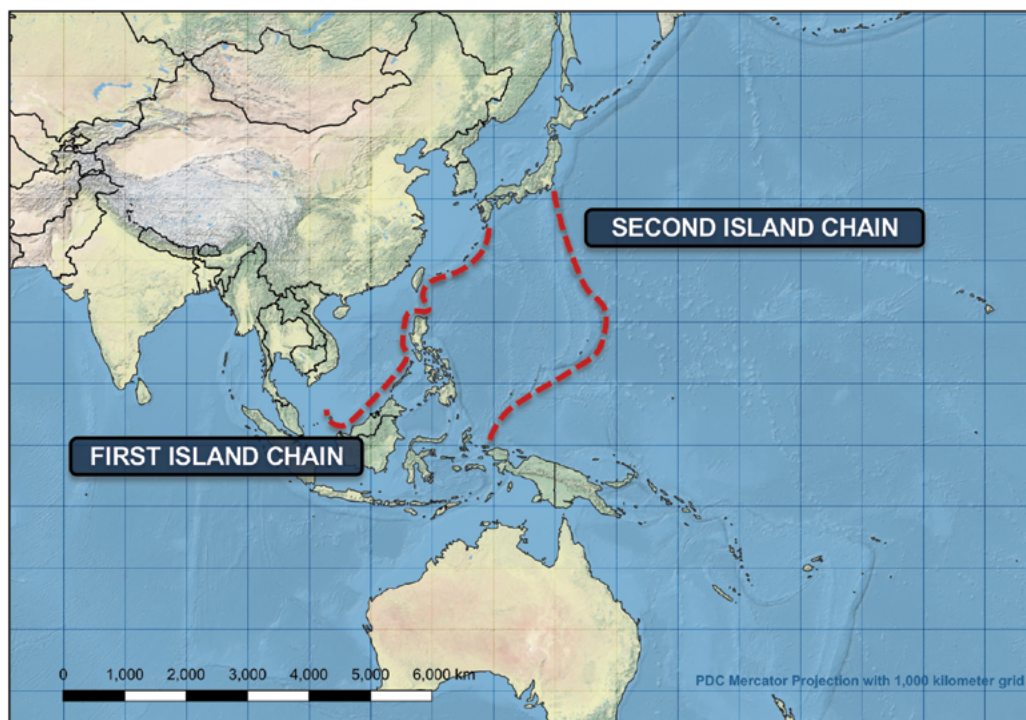 SECOND ISLAND CHAIN
FIRST ISLAND CHAIN
0 1,000 2,000 3,000 4,000 5,000 6,000 km
PDC Mercator Projection with 1,000 kilometer grid